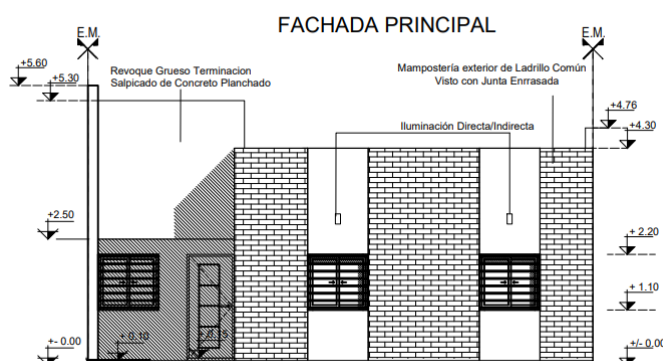 FACHADA PRINCIPAL
E.M.
E.M.
+5.60
+5.30
Revoque Grueso Terminacion
Salpicado de Concreto Planchado
Mampostería exterior de Ladrillo Común
Visto con Junta Enrrasada
+4.76
+4.30
Iluminación Directa/Indirecta
+2.50
+ 2.20
+ 1.10
+- 0.00
+ 0.10
+/- 0.00